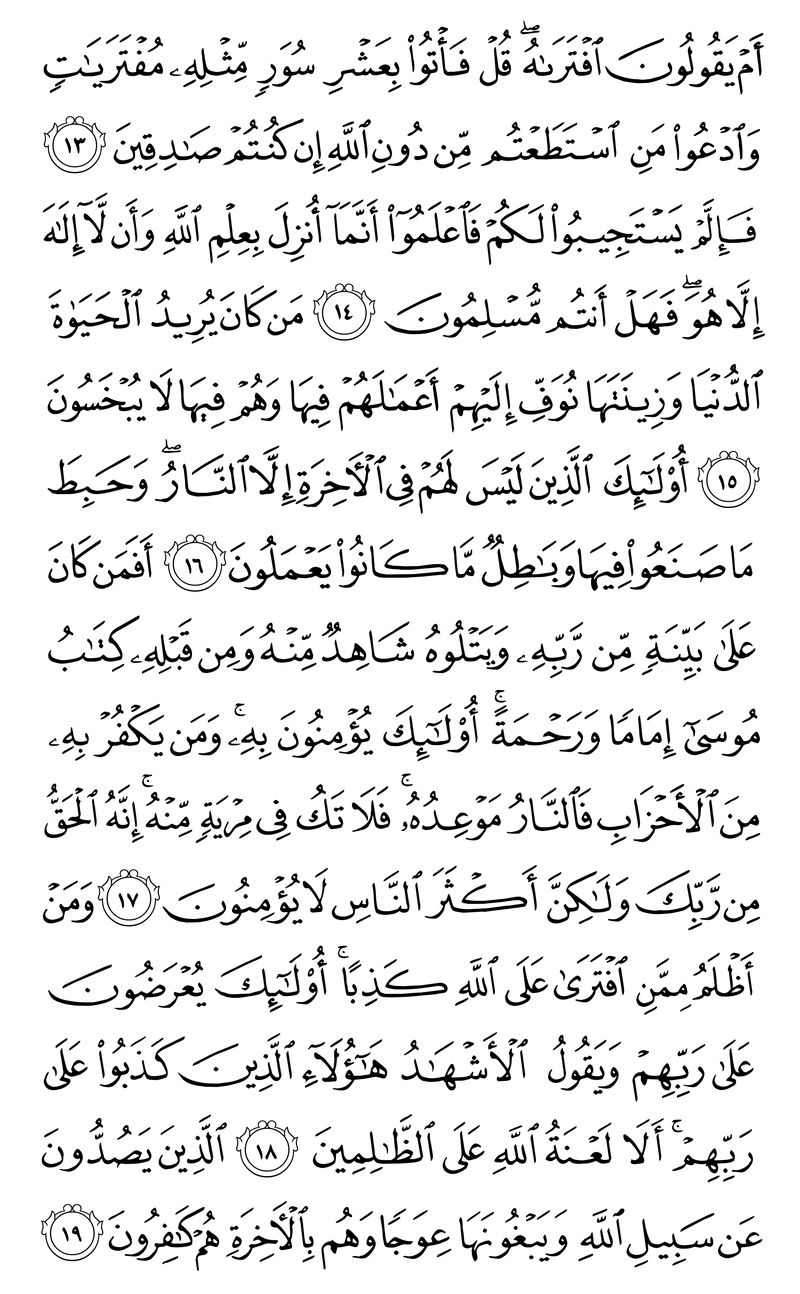 أَمۡ يَقُولُونَ ٱفۡتَرَىٰهُۖ قُلۡ فَأۡتُواْ بِعَشۡرِ سُوَرٖ مِّثۡلِهِۦ مُفۡتَرَيَٰتٖ
وَٱدۡعُواْ مَنِ ٱسۡتَطَعۡتُم مِّن دُونِ ٱللَّهِ إِن كُنتُمۡ صَٰدِقِينَ ١٣
فَإِلَّمۡ يَسۡتَجِيبُواْ لَكُمۡ فَٱعۡلَمُوٓاْ أَنَّمَآ أُنزِلَ بِعِلۡمِ ٱللَّهِ وَأَن لَّآ إِلَٰهَ
إِلَّا هُوَۖ فَهَلۡ أَنتُم مُّسۡلِمُونَ ١٤ مَن كَانَ يُرِيدُ ٱلۡحَيَوٰةَ
ٱلدُّنۡيَا وَزِينَتَهَا نُوَفِّ إِلَيۡهِمۡ أَعۡمَٰلَهُمۡ فِيهَا وَهُمۡ فِيهَا لَا يُبۡخَسُونَ
١٥ أُوْلَٰٓئِكَ ٱلَّذِينَ لَيۡسَ لَهُمۡ فِي ٱلۡأٓخِرَةِ إِلَّا ٱلنَّارُۖ وَحَبِطَ
مَا صَنَعُواْ فِيهَا وَبَٰطِلٞ مَّا كَانُواْ يَعۡمَلُونَ ١٦ أَفَمَن كَانَ
عَلَىٰ بَيِّنَةٖ مِّن رَّبِّهِۦ وَيَتۡلُوهُ شَاهِدٞ مِّنۡهُ وَمِن قَبۡلِهِۦ كِتَٰبُ
مُوسَىٰٓ إِمَامٗا وَرَحۡمَةًۚ أُوْلَٰٓئِكَ يُؤۡمِنُونَ بِهِۦۚ وَمَن يَكۡفُرۡ بِهِۦ
مِنَ ٱلۡأَحۡزَابِ فَٱلنَّارُ مَوۡعِدُهُۥۚ فَلَا تَكُ فِي مِرۡيَةٖ مِّنۡهُۚ إِنَّهُ ٱلۡحَقُّ
مِن رَّبِّكَ وَلَٰكِنَّ أَكۡثَرَ ٱلنَّاسِ لَا يُؤۡمِنُونَ ١٧ وَمَنۡ
أَظۡلَمُ مِمَّنِ ٱفۡتَرَىٰ عَلَى ٱللَّهِ كَذِبًاۚ أُوْلَٰٓئِكَ يُعۡرَضُونَ
عَلَىٰ رَبِّهِمۡ وَيَقُولُ ٱلۡأَشۡهَٰدُ هَٰٓؤُلَآءِ ٱلَّذِينَ كَذَبُواْ عَلَىٰ
رَبِّهِمۡۚ أَلَا لَعۡنَةُ ٱللَّهِ عَلَى ٱلظَّٰلِمِينَ ١٨ ٱلَّذِينَ يَصُدُّونَ
عَن سَبِيلِ ٱللَّهِ وَيَبۡغُونَهَا عِوَجٗا وَهُم بِٱلۡأٓخِرَةِ هُمۡ كَٰفِرُونَ ١٩